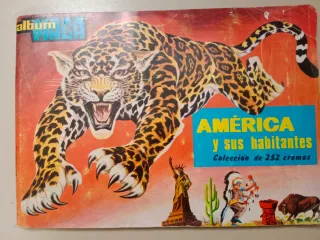 album
AMÉRICA
y sus habitantes
Colección de 252 cromos